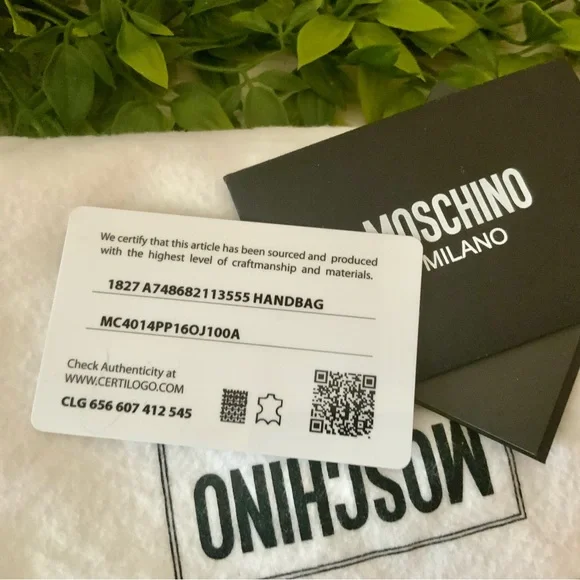 MOSCHINO
MILANO
We certify that this article has been sourced and produced
with the highest level of craftmanship and materials.
1827 A748682113555 HANDBAG
MC4014PP16OJ100A
Check Authenticity at
WWW.CERTILOGO.COM
CLG 656 607 412 545
MOSCHINO